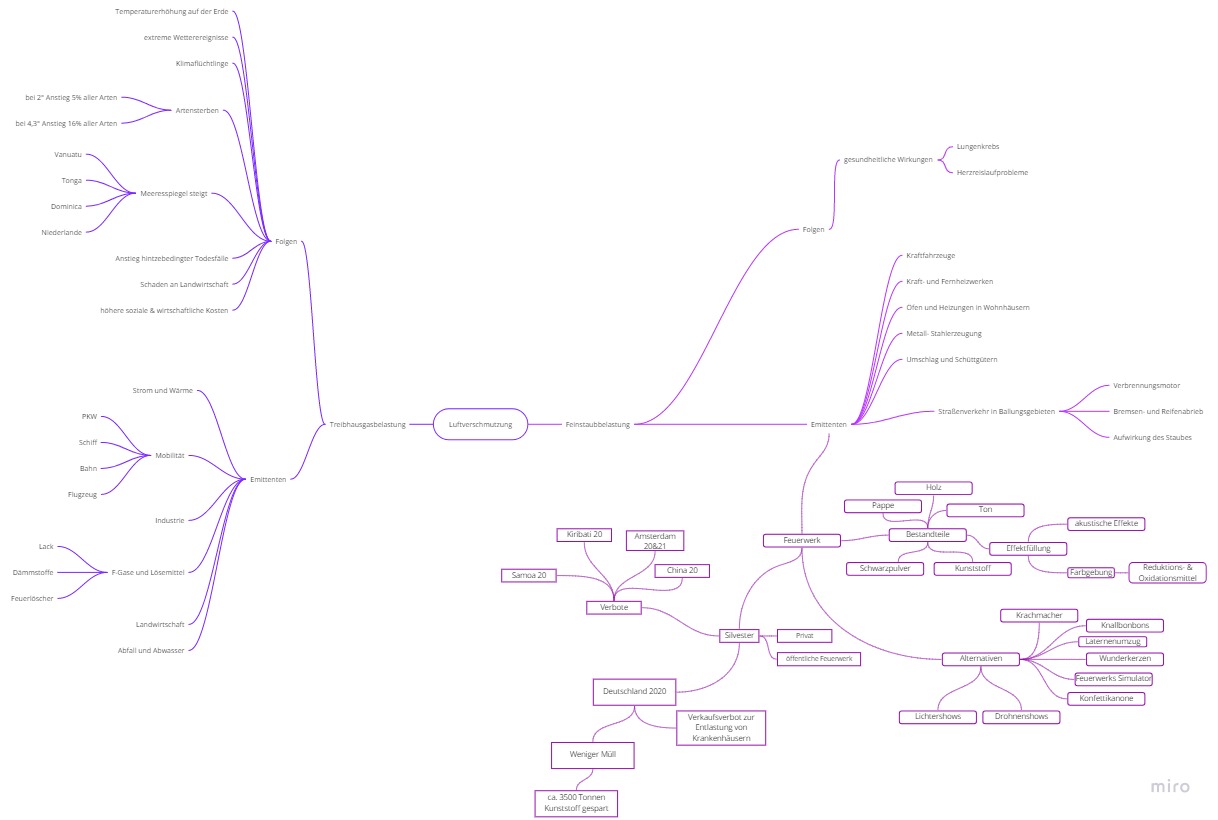 Temperaturerhöhung auf der Erde
extreme Wetterereignisse
Klimaflüchtlinge
bei 2° Anstieg 5% aller Arten
Artensterben
bei 4,3° Anstieg 16% aller Arten
Vanuatu
Tonga
Meeresspiegel steigt
Dominica
Niederlande
Folgen
Anstieg hintzebedingter Todesfälle
Schaden an Landwirtschaft
höhere soziale & wirtschaftliche Kosten
Strom und Wärme
PKW
Schiff
Mobilität
Bahn
Flugzeug
Emittenten
Industrie
Lack
Dämmstoffe
F-Gase und Lösemittel
Feuerlöscher
Landwirtschaft
Abfall und Abwasser
Treibhausgasbelastung
Luftverschmutzung
Feinstaubbelastung
Folgen
gesundheitliche Wirkungen
Lungenkrebs
Herzreislaufprobleme
Emittenten
Kraftfahrzeuge
Kraft- und Fernheizwerken
Ofen und Heizungen in Wohnhäusern
Metall- Stahlerzeugung
Umschlag und Schüttgütern
Straßenverkehr in Ballungsgebieten
Verbrennungsmotor
Bremsen- und Reifenabrieb
Aufwirkung des Staubes
Feuerwerk
Bestandteile
Holz
Pappe
Ton
Schwarzpulver
Kunststoff
Effektfüllung
akustische Effekte
Farbgebung
Reduktions- &
Oxidationsmittel
Kiribati 20
Amsterdam
20&21
Samoa 20
China 20
Verbote
Silvester
Privat
öffentliche Feuerwerk
Deutschland 2020
Verkaufsverbot zur
Entlastung von
Krankenhäusern
Weniger Müll
ca. 3500 Tonnen
Kunststoff gespart
Alternativen
Krachmacher
Knallbonbons
Laternenumzug
Wunderkerzen
Feuerwerks Simulator
Konfettikanone
Lichtershows
Drohnenshows
miro